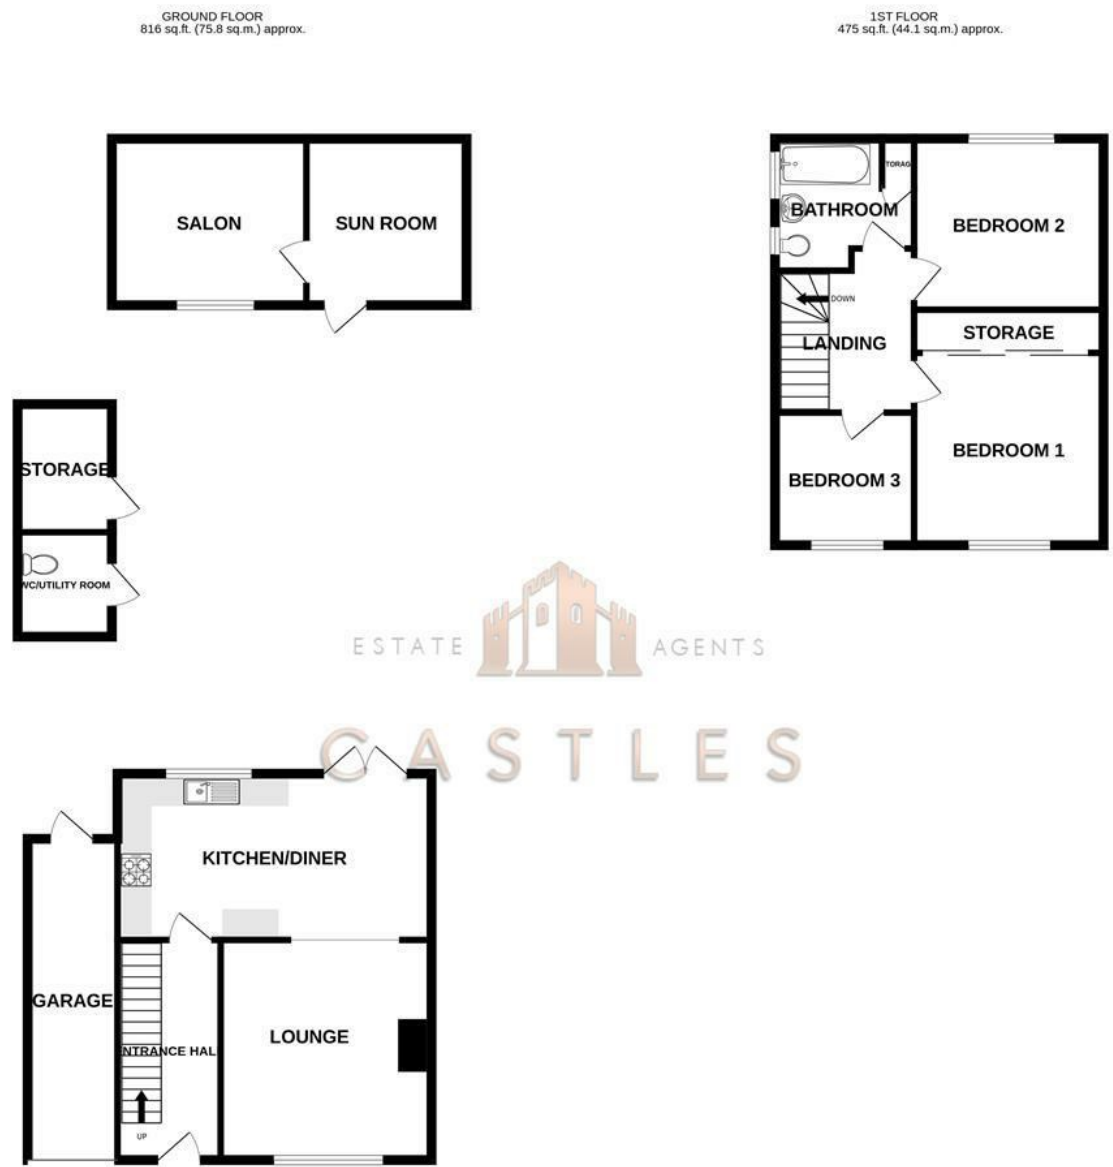 GROUND FLOOR
816 sq.ft. (75.8 sq.m.) approx.
1ST FLOOR
475 sq.ft. (44.1 sq.m.) approx.
SALON
SUN ROOM
STORAGE
WC/UTILITY ROOM
TORAG
BATHROOM
BEDROOM 2
DOWN
STORAGE
LANDING
BEDROOM 1
BEDROOM 3
ESTATE AGENTS
CASTLES
KITCHEN/DINER
GARAGE
LOUNGE
NTRANCE HAL
UP